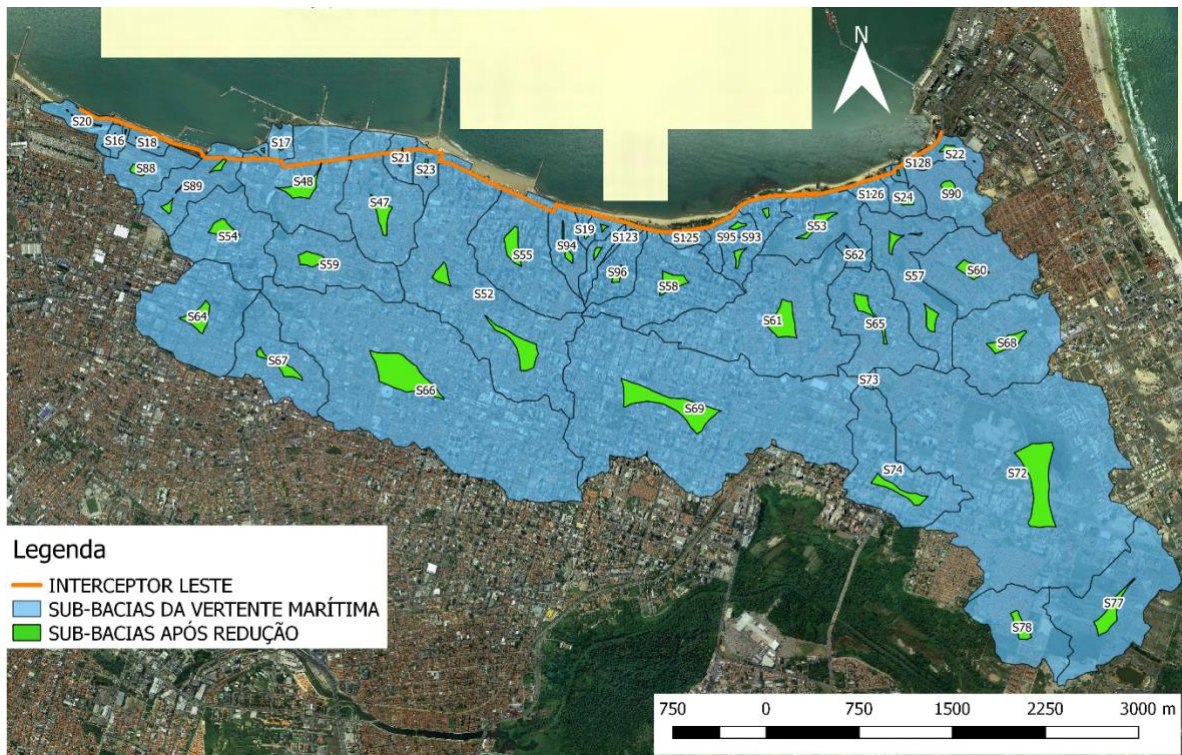 N
S20
S16
S18
S17
S88
S89
S48
S21
S23
S47
S54
S59
S55
S94
S19
S123
S96
S125
S95
S93
S53
S126
S128
S22
S24
S90
S62
S57
S60
S52
S58
S61
S65
S68
S64
S67
S66
S69
S73
S74
S72
S78
S77
Legenda
INTERCEPTOR LESTE
SUB-BACIAS DA VERTENTE MARÍTIMA
SUB-BACIAS APÓS REDUÇÃO
750 0 750 1500 2250 3000 m